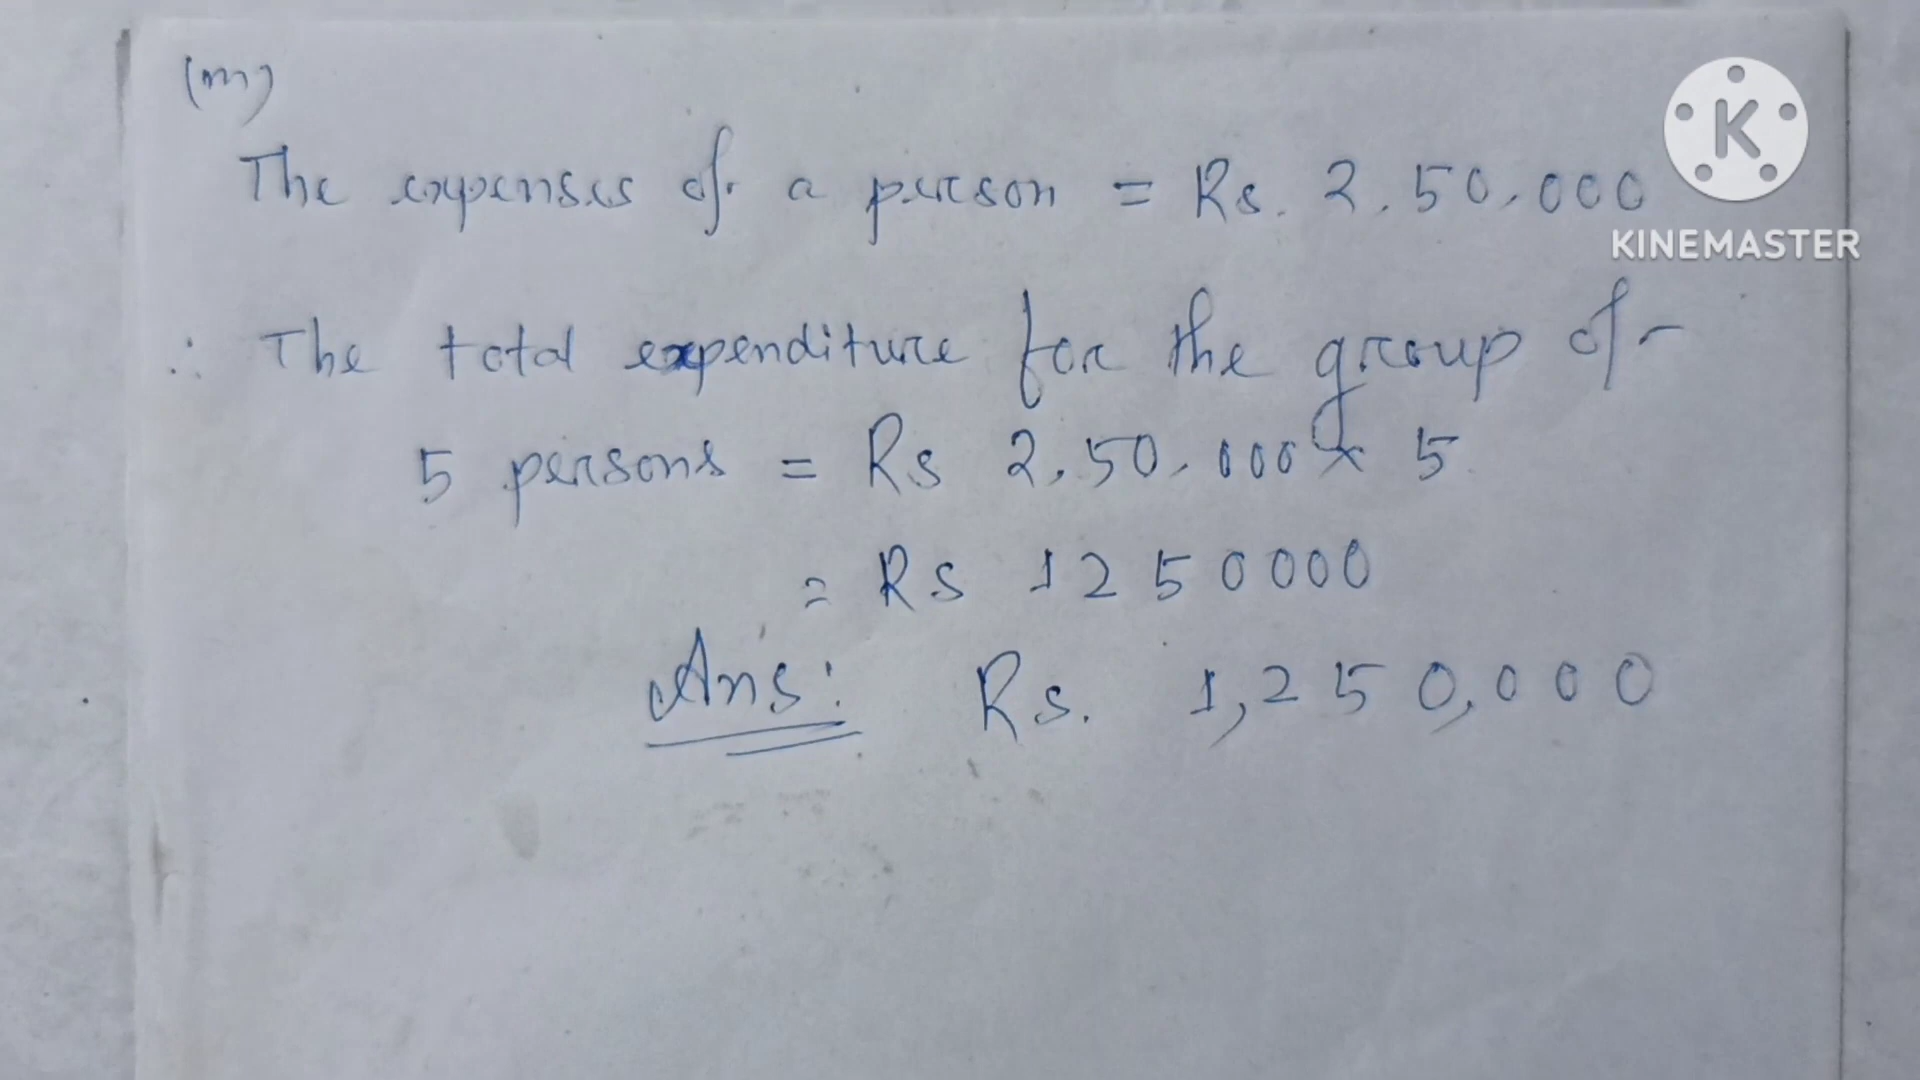 (m)
The expenses of a person = Rs. 2,50,000
K
KINEMASTER
∴ The total expenditure for the group of
5 persons = Rs 2,50,000 × 5
= Rs 1250000
Ans: Rs. 1,250,000